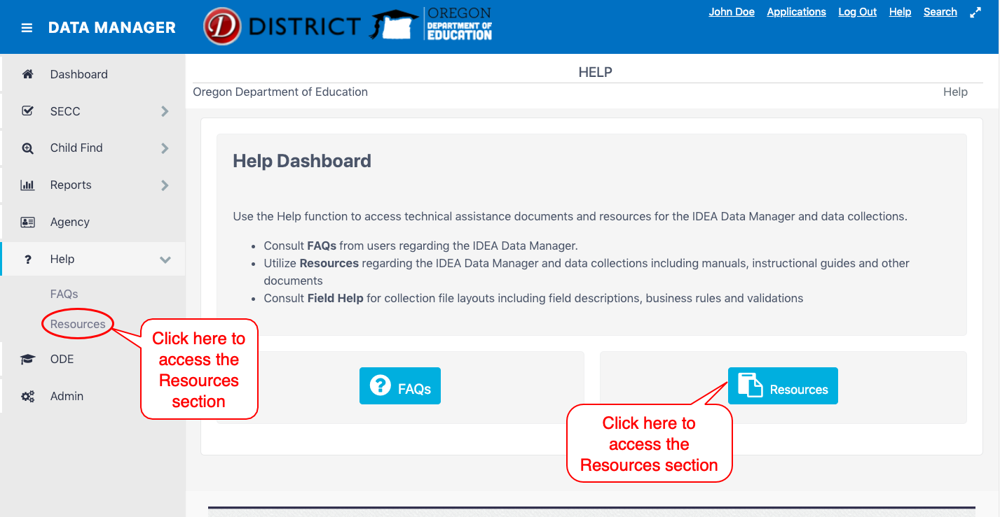 DATA MANAGER
D DISTRICT
OREGON
DEPARTMENT OF
EDUCATION
John Doe Applications Log Out Help Search
Dashboard
SECC
Child Find
Reports
Agency
? Help
FAQs
Resources
ODE
Admin
Click here to
access the
Resources
section
HELP
Oregon Department of Education
Help
Help Dashboard
Use the Help function to access technical assistance documents and resources for the IDEA Data Manager and data collections.
• Consult FAQs from users regarding the IDEA Data Manager.
• Utilize Resources regarding the IDEA Data Manager and data collections including manuals, instructional guides and other
documents
• Consult Field Help for collection file layouts including field descriptions, business rules and validations
? FAQs
Resources
Click here to
access the
Resources section